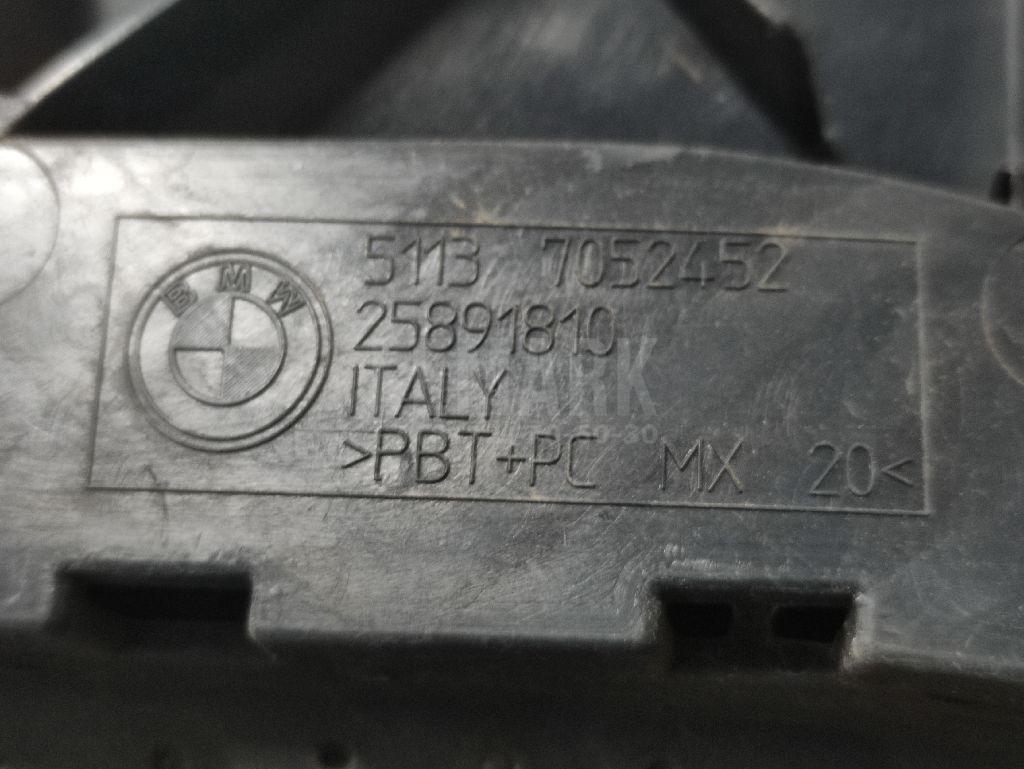 BMW
5113 7052452
25891810
ITALY
>PBT+PC MX 20<